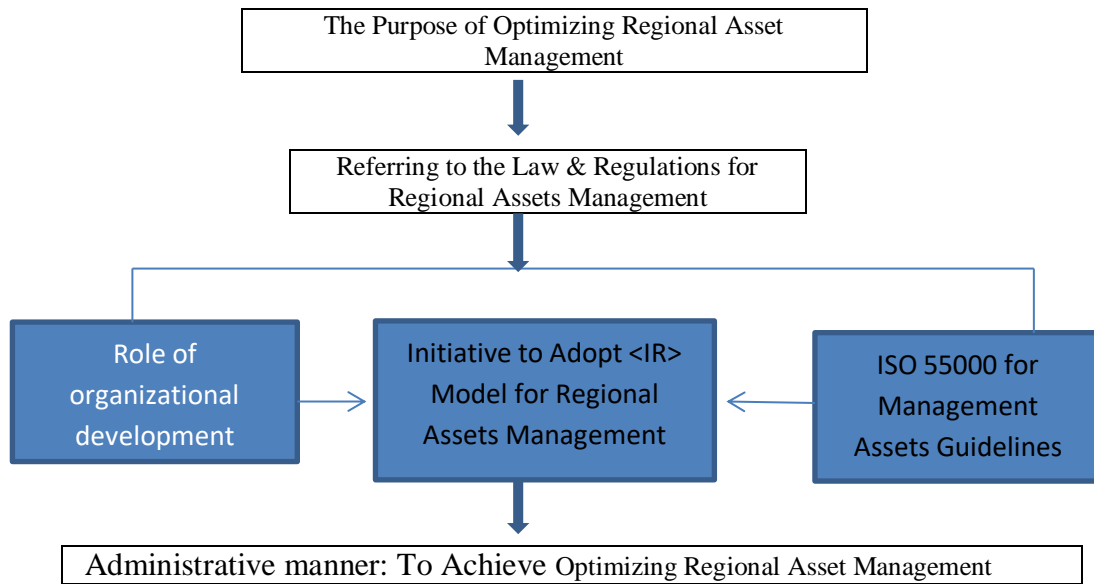 The Purpose of Optimizing Regional Asset
Management
Referring to the Law & Regulations for
Regional Assets Management
Role of
organizational
development
Initiative to Adopt <IR>
Model for Regional
Assets Management
ISO 55000 for
Management
Assets Guidelines
Administrative manner: To Achieve Optimizing Regional Asset Management